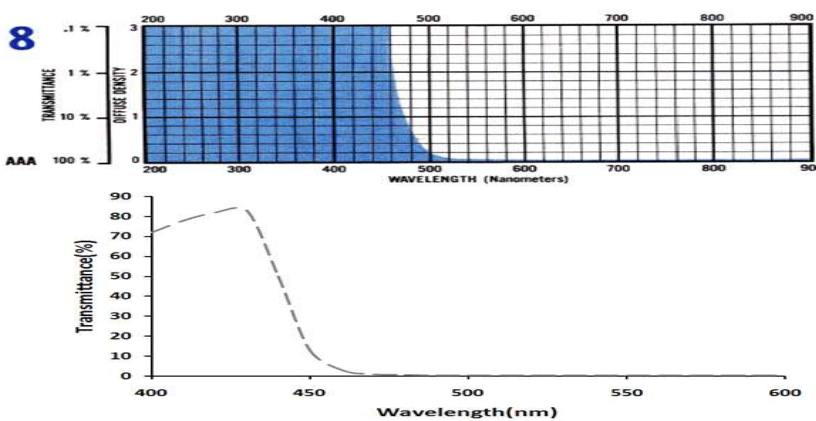 200 300 400 500 600 700 800 900
8
.1 % 3
1 % 2
10 % 1
AAA 100 % 0
TRANSMITTANCE
DIFFUSE DENSITY
200 300 400 500 600 700 800 90
WAVELENGTH (Nanometers)
90
80
70
60
50
40
30
20
10
0
Transmittance(%)
400 450 500 550 600
Wavelength(nm)